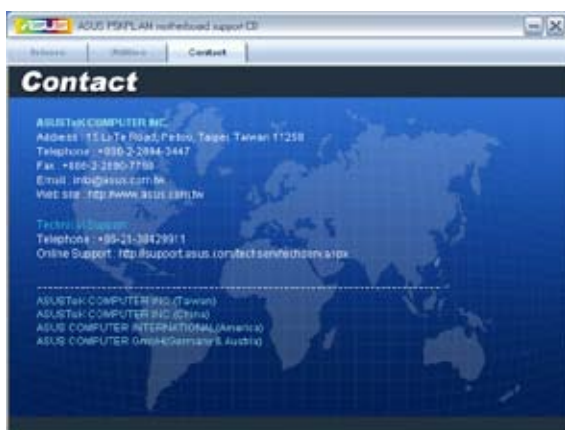 ASUS P5KPL-AM motherboard support CD
Drivers Utilities Contact
Contact
ASUSTeK COMPUTER INC.
Address : 15 Li-Te Road, Peitou, Taipei, Taiwan 11259
Telephone : +886-2-2894-3447
Fax : +886-2-2890-7798
Email : info@asus.com.tw
Web site : http://www.asus.com.tw
Technical Support
Telephone : +86-21-38429911
Online Support : http://support.asus.com/techserv/techserv.aspx
ASUSTeK COMPUTER INC.(Taiwan)
ASUSTeK COMPUTER INC.(China)
ASUS COMPUTER INTERNATIONAL(America)
ASUS COMPUTER GmbH(Germany & Austria)